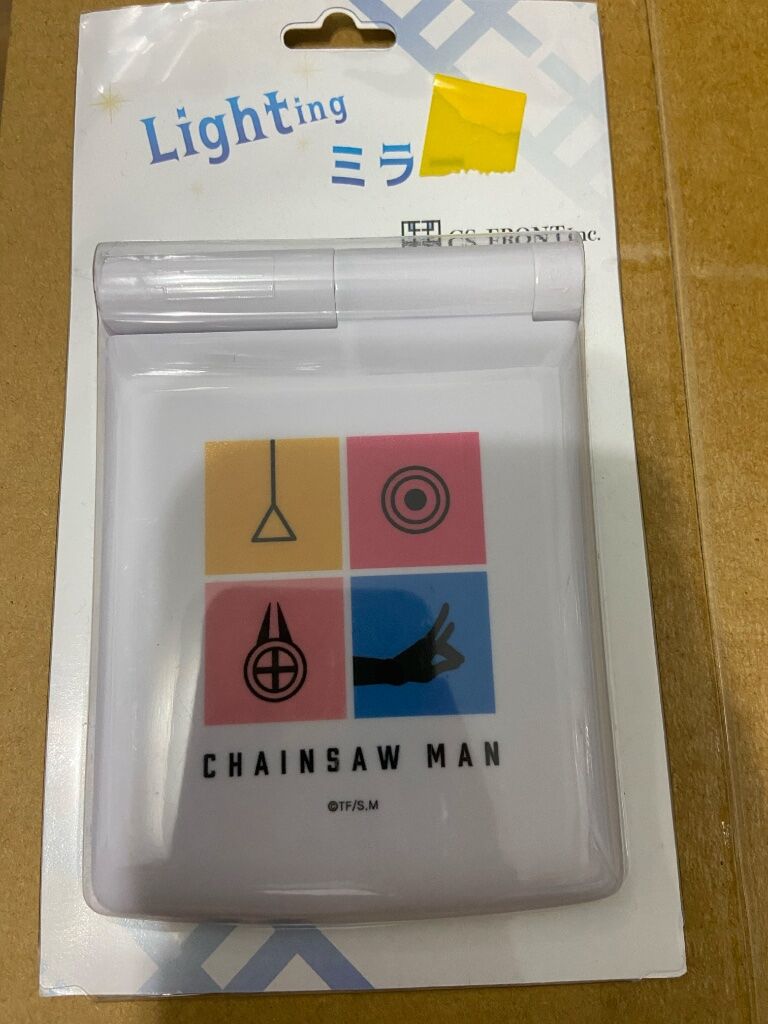 Lighting
ミラ
CS.FRONT Inc.
CHAINSAW MAN
©TF/S.M